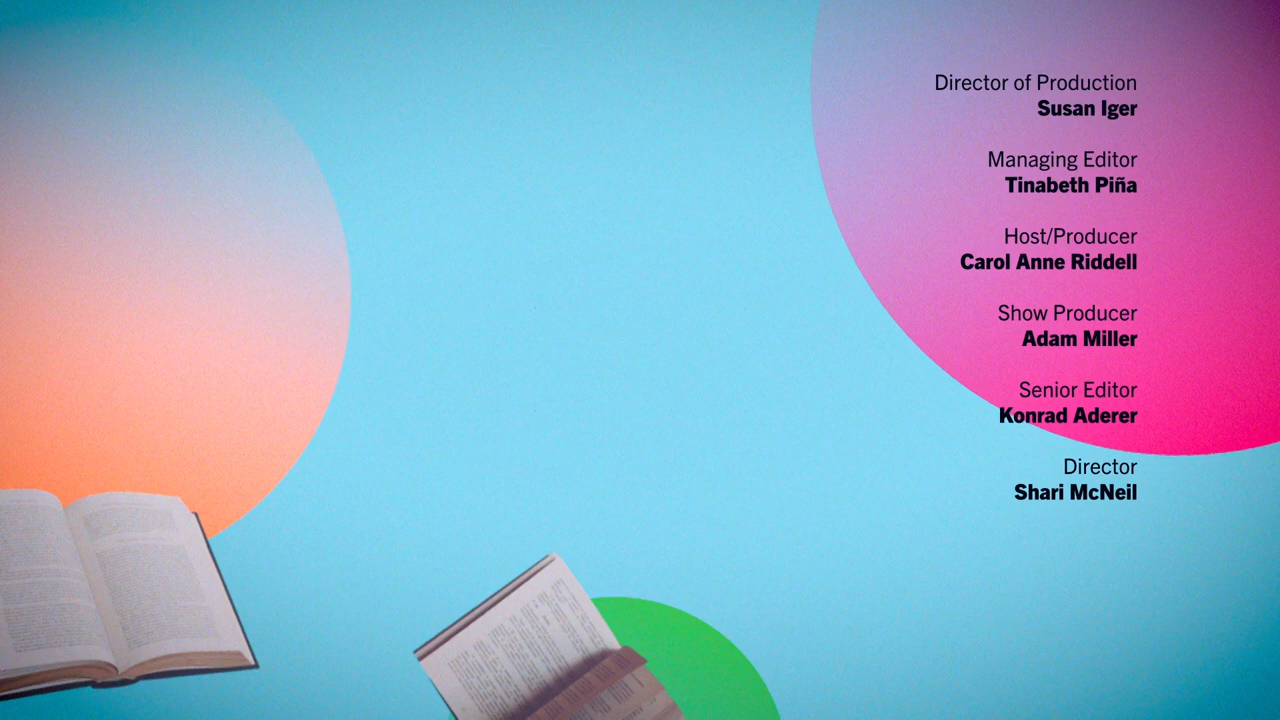 Director of Production
Susan Iger
Managing Editor
Tinabeth Piña
Host/Producer
Carol Anne Riddell
Show Producer
Adam Miller
Senior Editor
Konrad Aderer
Director
Shari McNeil